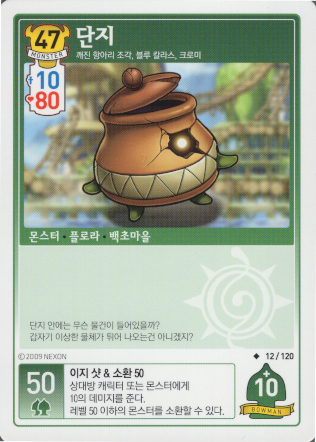 47
MONSTER
단지
깨진 항아리 조각, 블루 칼라스, 크로미
10
80
몬스터 · 플로라 · 백초마을
단지 안에는 무슨 물건이 들어있을까?
갑자기 이상한 물체가 튀어 나오는건 아니겠지?
©2009 NEXON
◆ 12/120
50
이지 샷 & 소환 50
상대방 캐릭터 또는 몬스터에게
10의 데미지를 준다.
레벨 50 이하의 몬스터를 소환할 수 있다.
+
10
BOWMAN